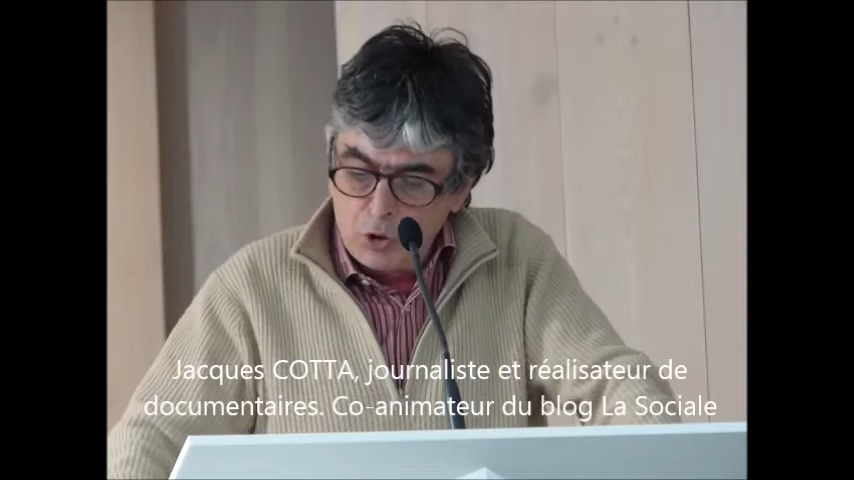 Jacques COTTA, journaliste et réalisateur de
documentaires. Co-animateur du blog La Sociale